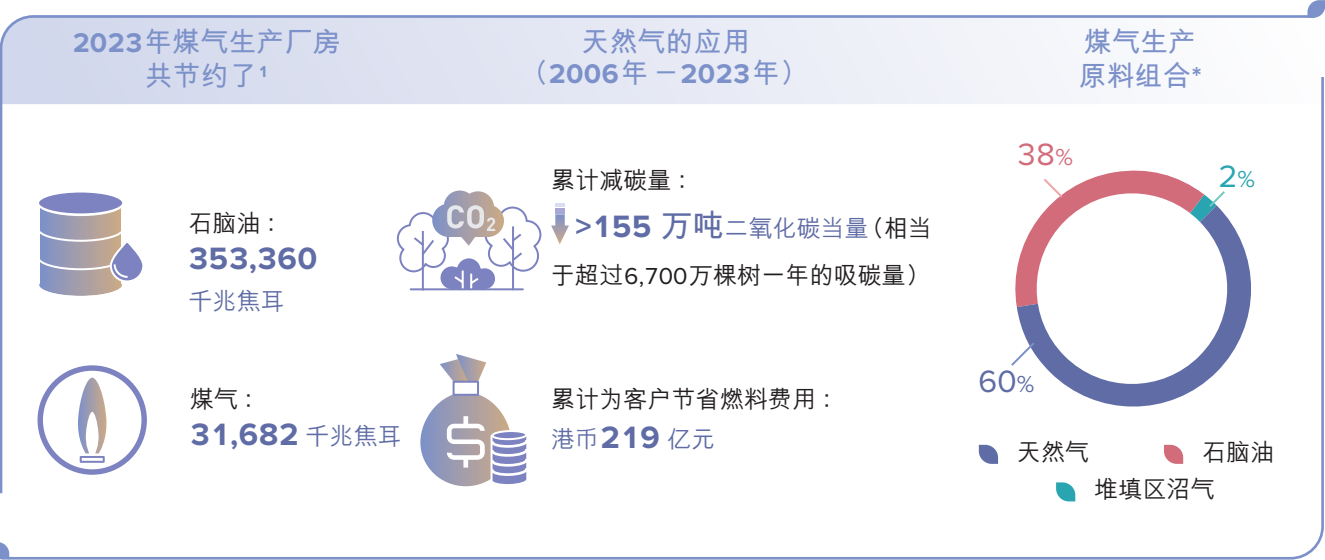 2023年煤气生产厂房
共节约了¹
石脑油：
353,360
千兆焦耳
煤气：
31,682 千兆焦耳
天然气的应用
（2006年 – 2023年）
CO₂
累计减碳量：
>155 万吨二氧化碳当量（相当
于超过6,700万棵树一年的吸碳量）
$
累计为客户节省燃料费用：
港币219 亿元
煤气生产
原料组合*
38%
2%
60%
天然气
石脑油
堆填区沼气